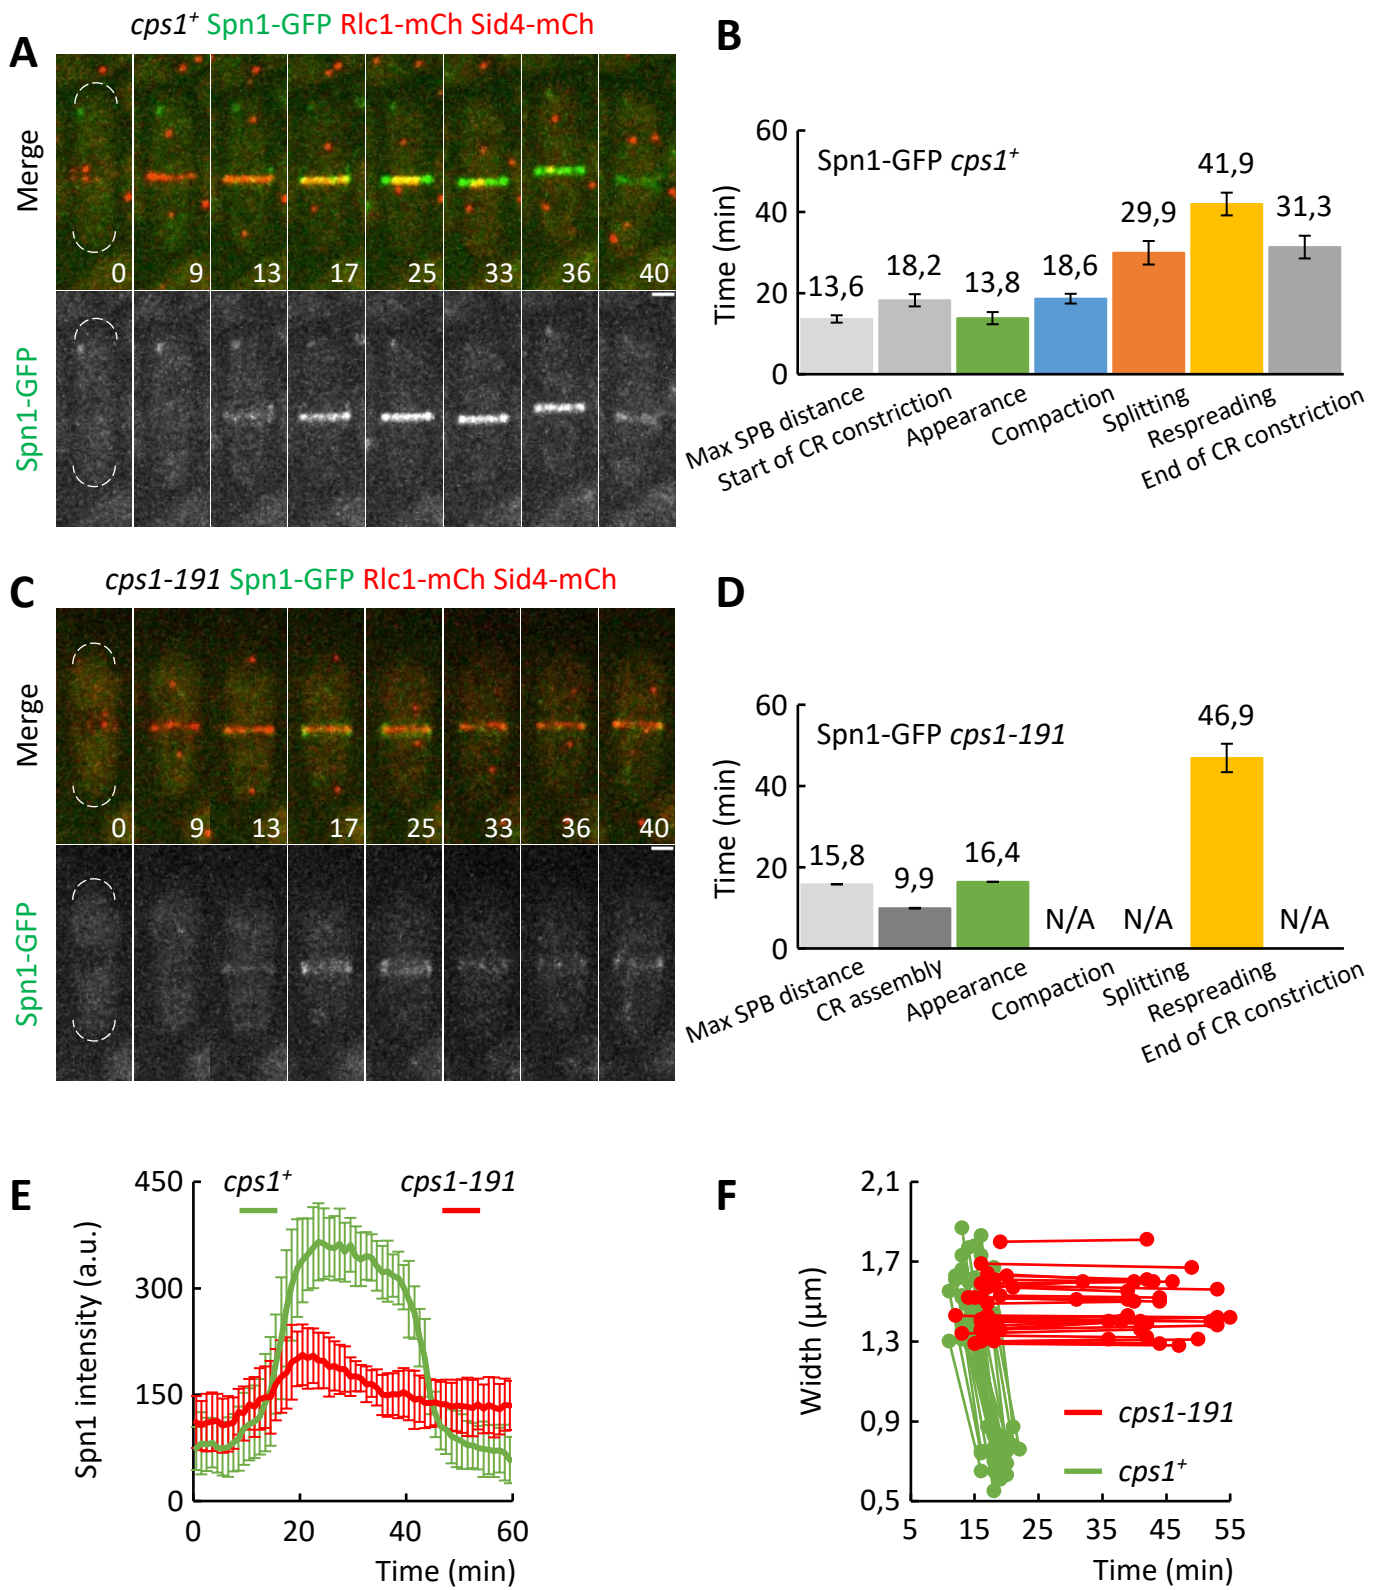 A
cps1+ Spn1-GFP Rlc1-mCh Sid4-mCh
Merge
0 9 13 17 25 33 36 40
Spn1-GFP
B
Spn1-GFP cps1+
Time (min)
60
40
20
0
13,6 18,2 13,8 18,6 29,9 41,9 31,3
Max SPB distance
Start of CR constriction
Appearance
Compaction
Splitting
Respreading
End of CR constriction
C
cps1-191 Spn1-GFP Rlc1-mCh Sid4-mCh
Merge
0 9 13 17 25 33 36 40
Spn1-GFP
D
Spn1-GFP cps1-191
Time (min)
60
40
20
0
15,8 9,9 16,4 N/A N/A 46,9 N/A
Max SPB distance
CR assembly
Appearance
Compaction
Splitting
Respreading
End of CR constriction
E
cps1+ cps1-191
Spn1 intensity (a.u.)
450
300
150
0
0 20 40 60
Time (min)
F
Width (µm)
2,1
1,7
1,3
0,9
0,5
cps1-191
cps1+
5 15 25 35 45 55
Time (min)